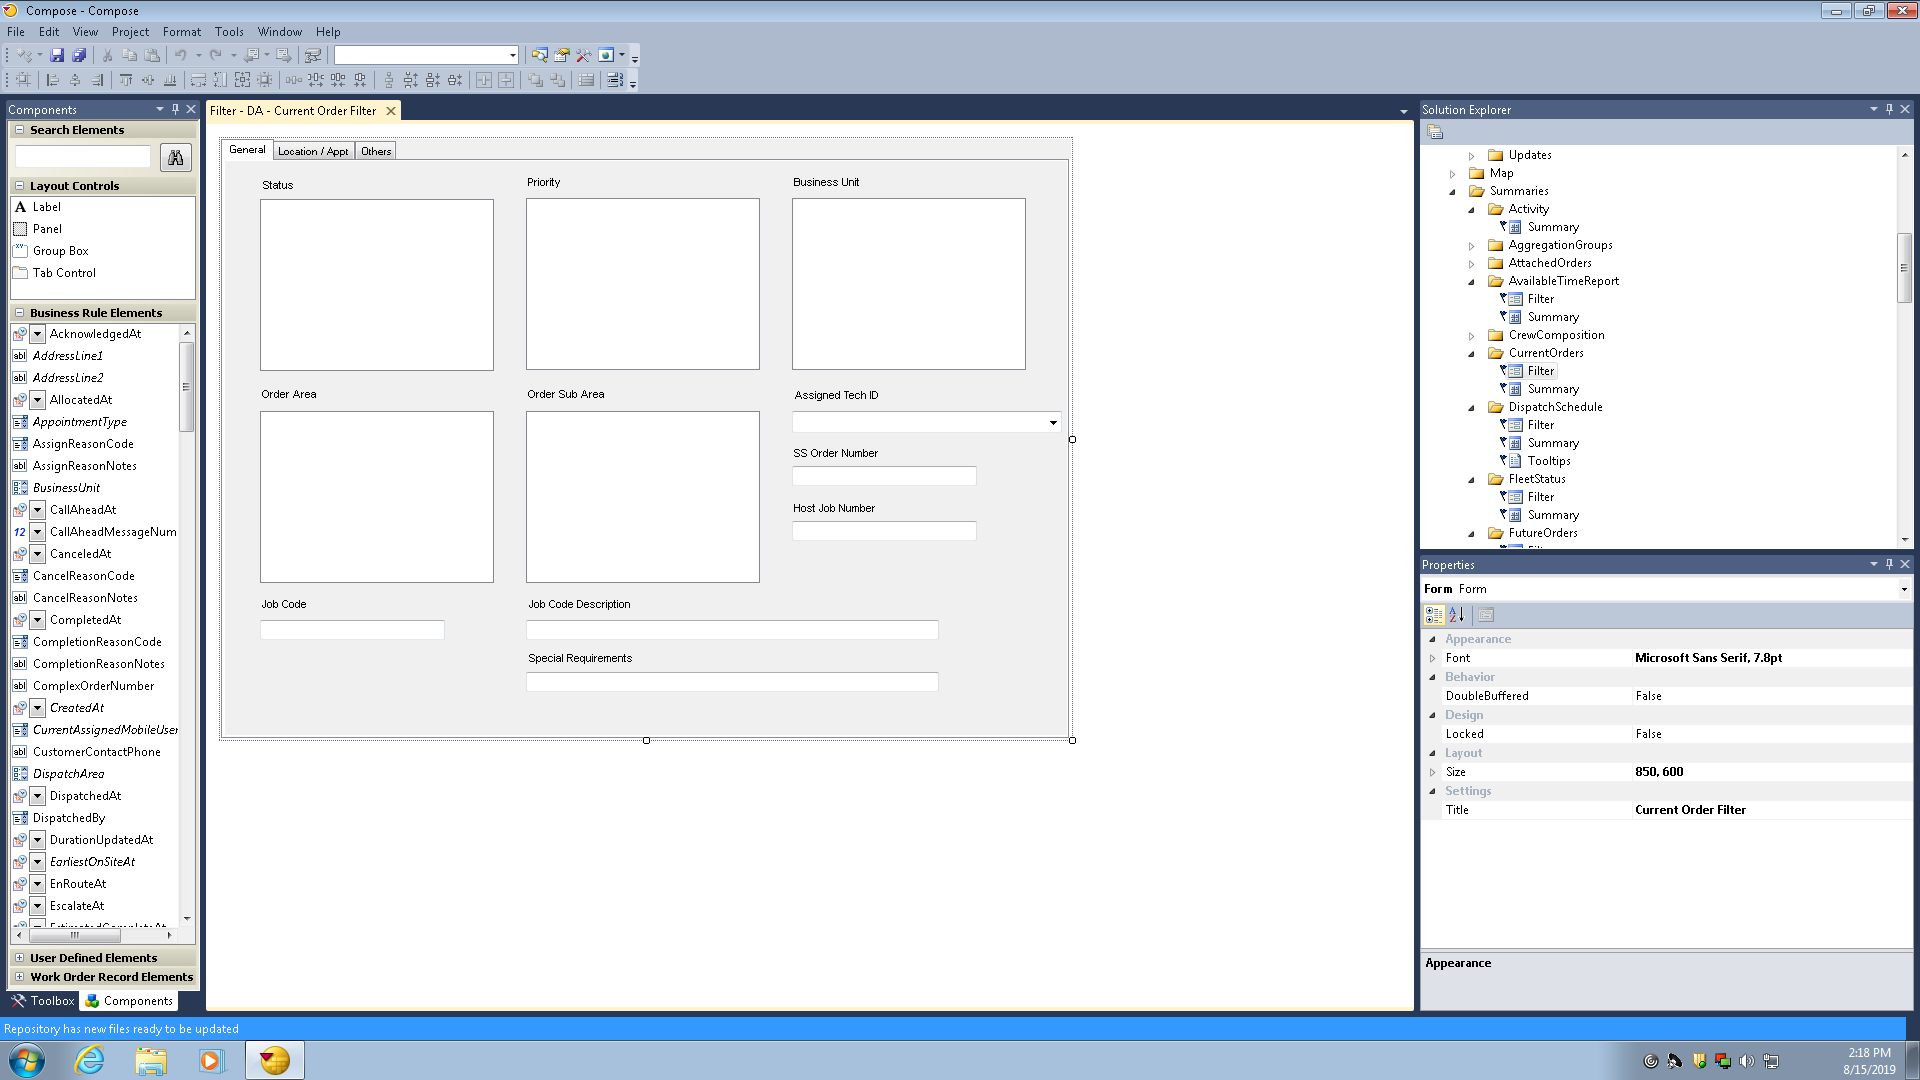 Compose - Compose
File Edit View Project Format Tools Window Help
Components
Search Elements
Layout Controls
A Label
Panel
Group Box
Tab Control
Business Rule Elements
AcknowledgedAt
AddressLine1
AddressLine2
AllocatedAt
AppointmentType
AssignReasonCode
AssignReasonNotes
BusinessUnit
CallAheadAt
CallAheadMessageNum
CanceledAt
CancelReasonCode
CancelReasonNotes
CompletedAt
CompletionReasonCode
CompletionReasonNotes
ComplexOrderNumber
CreatedAt
CurrentAssignedMobileUser
CustomerContactPhone
DispatchArea
DispatchedAt
DispatchedBy
DurationUpdatedAt
EarliestOnSiteAt
EnRouteAt
EscalateAt
User Defined Elements
Work Order Record Elements
Toolbox Components
Filter - DA - Current Order Filter
General Location / Appt Others
Status Priority Business Unit
Order Area Order Sub Area Assigned Tech ID
SS Order Number
Host Job Number
Job Code Job Code Description
Special Requirements
Solution Explorer
Updates
Map
Summaries
Activity
Summary
AggregationGroups
AttachedOrders
AvailableTimeReport
Filter
Summary
CrewComposition
CurrentOrders
Filter
Summary
DispatchSchedule
Filter
Summary
Tooltips
FleetStatus
Filter
Summary
FutureOrders
Properties
Form Form
Appearance
Font Microsoft Sans Serif, 7.8pt
Behavior
DoubleBuffered False
Design
Locked False
Layout
Size 850, 600
Settings
Title Current Order Filter
Appearance
Repository has new files ready to be updated
2:18 PM
8/15/2019